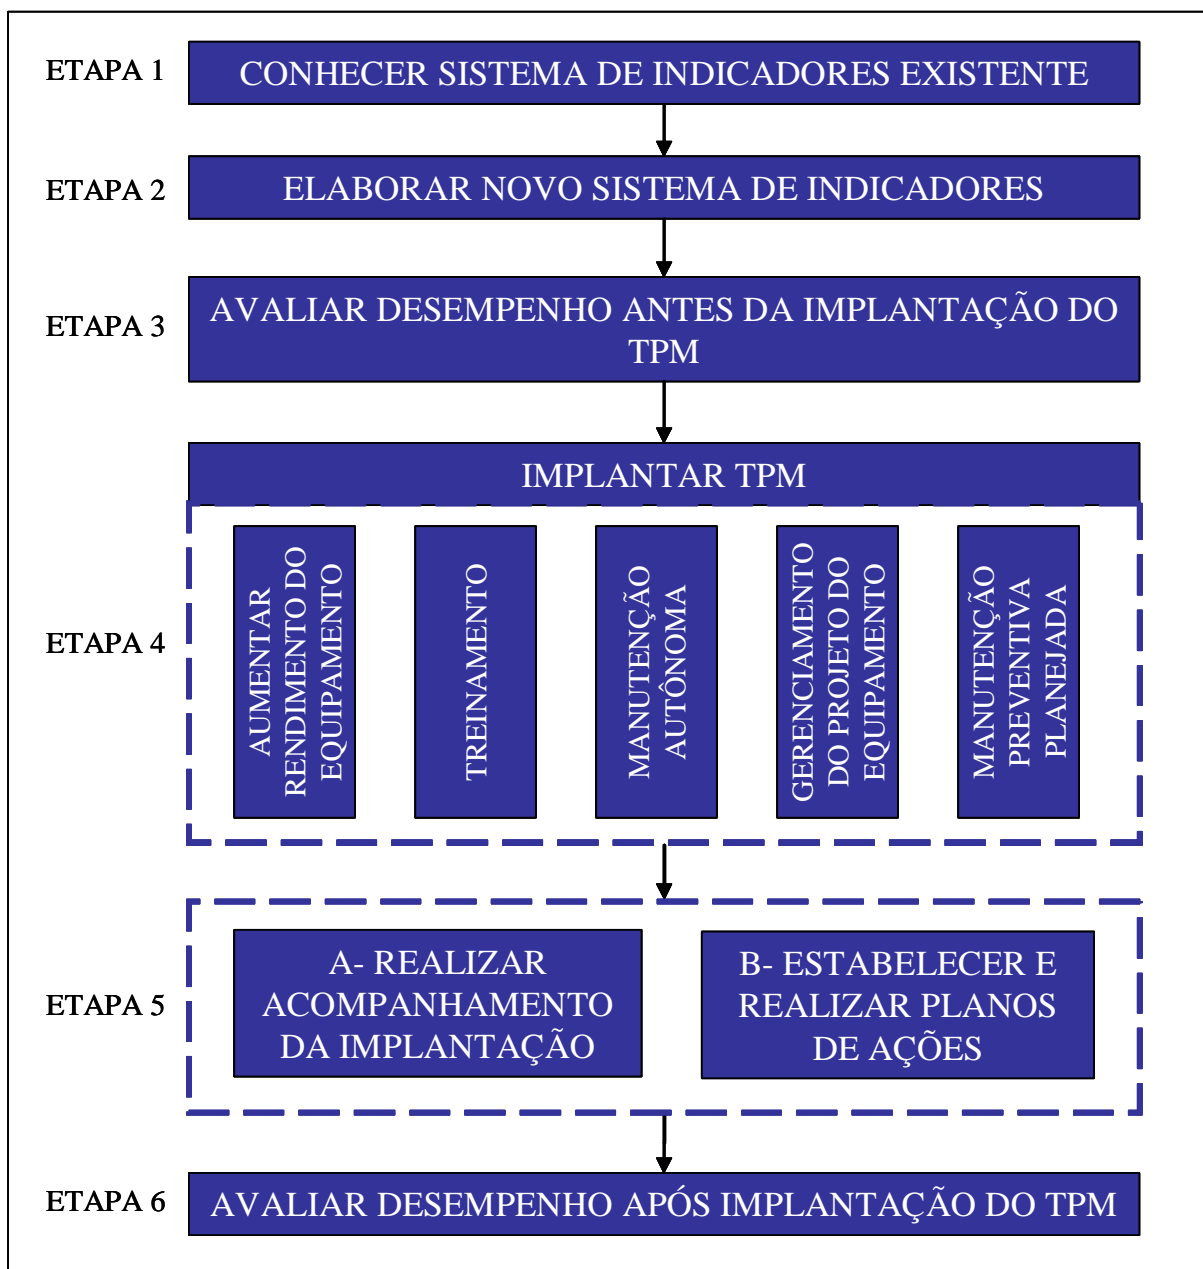 ETAPA 1
CONHECER SISTEMA DE INDICADORES EXISTENTE
ETAPA 2
ELABORAR NOVO SISTEMA DE INDICADORES
ETAPA 3
AVALIAR DESEMPENHO ANTES DA IMPLANTAÇÃO DO
TPM
IMPLANTAR TPM
ETAPA 4
AUMENTAR
RENDIMENTO DO
EQUIPAMENTO
TREINAMENTO
MANUTENÇÃO
AUTÔNOMA
GERENCIAMENTO
DO PROJETO DO
EQUIPAMENTO
MANUTENÇÃO
PREVENTIVA
PLANEJADA
ETAPA 5
A- REALIZAR
ACOMPANHAMENTO
DA IMPLANTAÇÃO
B- ESTABELECER E
REALIZAR PLANOS
DE AÇÕES
ETAPA 6
AVALIAR DESEMPENHO APÓS IMPLANTAÇÃO DO TPM